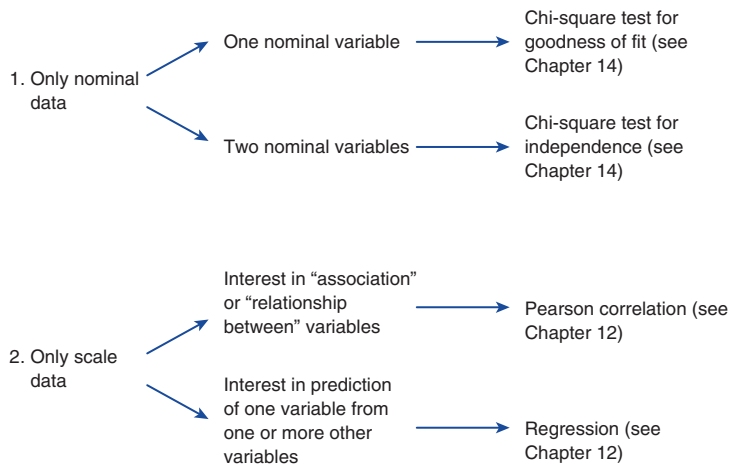 1. Only nominal
data
One nominal variable
Chi-square test for
goodness of fit (see
Chapter 14)
Two nominal variables
Chi-square test for
independence (see
Chapter 14)
2. Only scale
data
Interest in “association”
or “relationship
between” variables
Pearson correlation (see
Chapter 12)
Interest in prediction
of one variable from
one or more other
variables
Regression (see
Chapter 12)